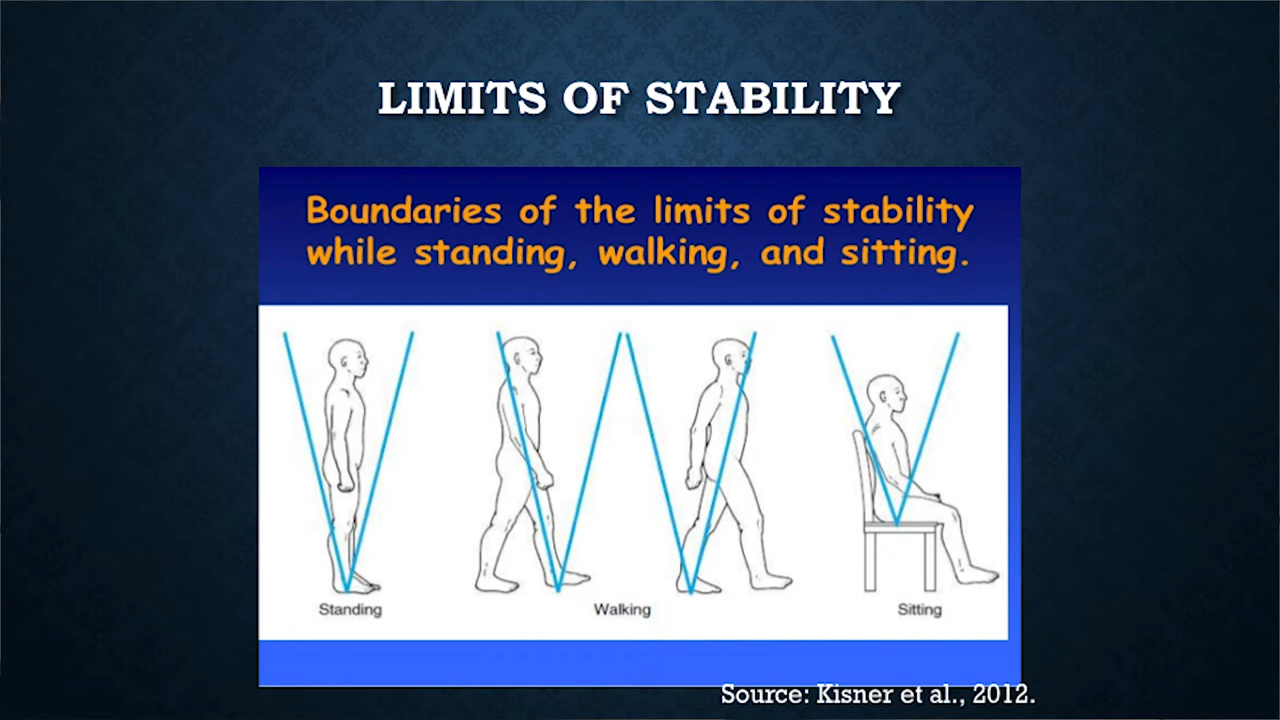 LIMITS OF STABILITY
Boundaries of the limits of stability
while standing, walking, and sitting.
Standing
Walking
Sitting
Source: Kisner et al., 2012.